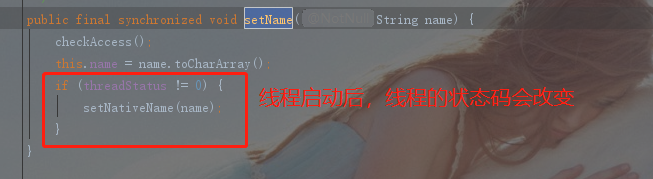 public final synchronized void setName( @NotNu… String name) {
checkAccess();
this.name = name.toCharArray();
if (threadStatus != 0) {
setNativeName(name);
}
}
线程启动后，线程的状态码会改变